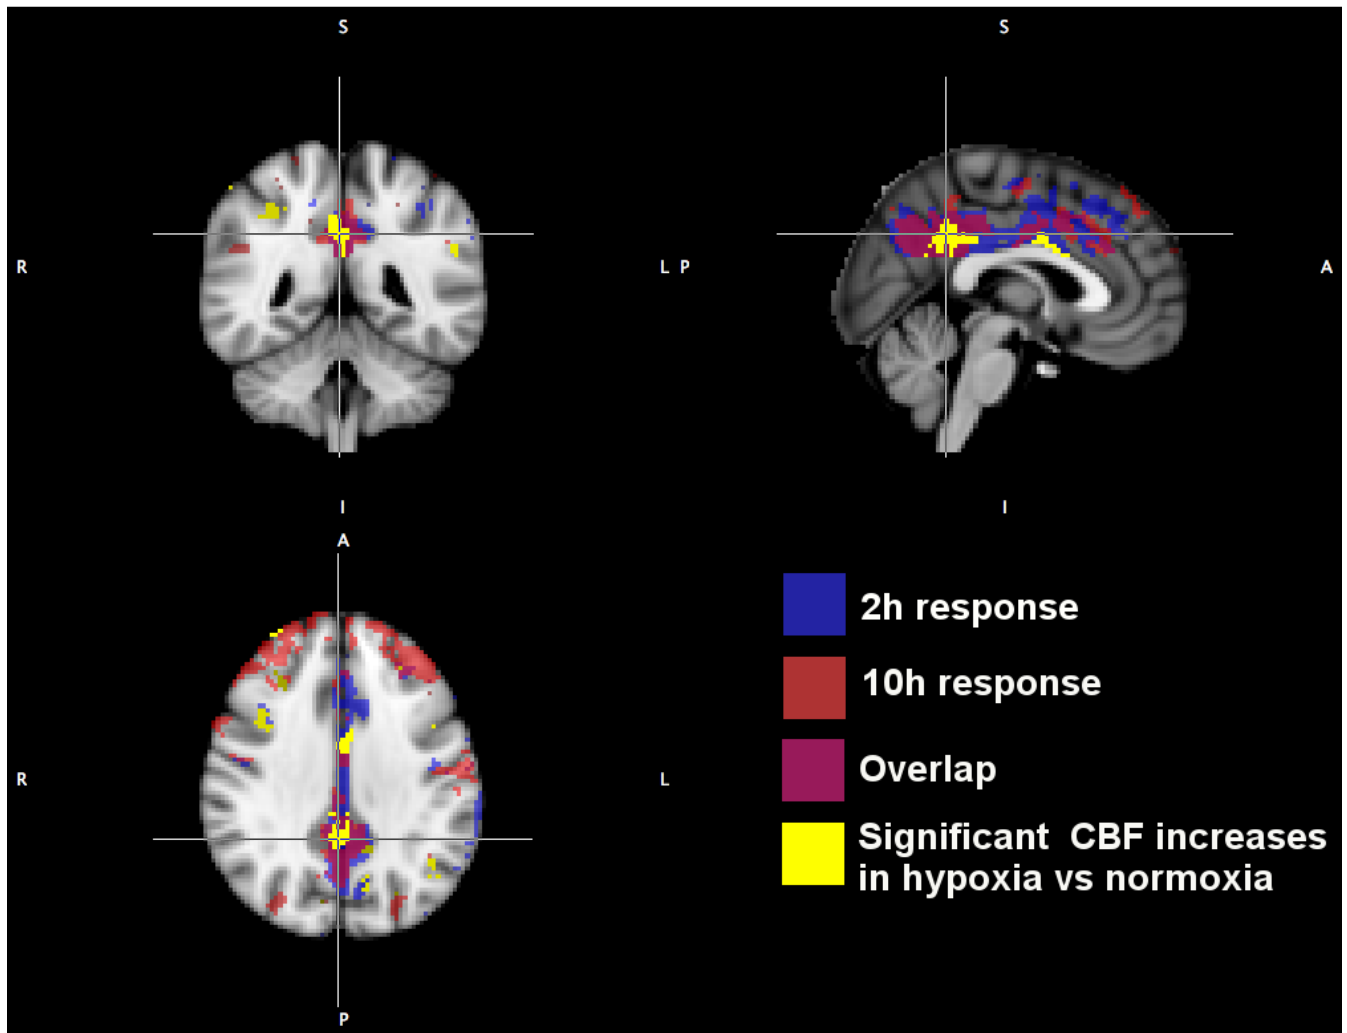 S
S
R
L P
A
I
I
A
R
L
P
2h response
10h response
Overlap
Significant CBF increases
in hypoxia vs normoxia